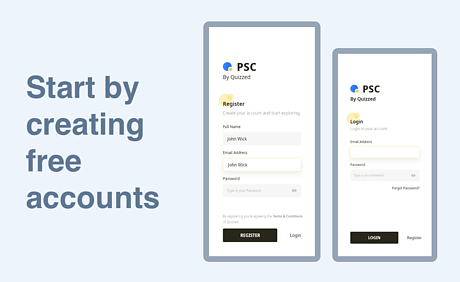 Start by
creating
free
accounts
PSC
By Quizzed
Register
Create your account and start exploring
Full Name
John Wick
Email Address
John Wick
Password
Type in your Password
By registering you're agreeing the Terms & Conditions
of Quizzed
REGISTER
Login
PSC
By Quizzed
Login
Login to your account
Email Address
Password
Type in your Password
Forgot Password?
LOGIN
Register